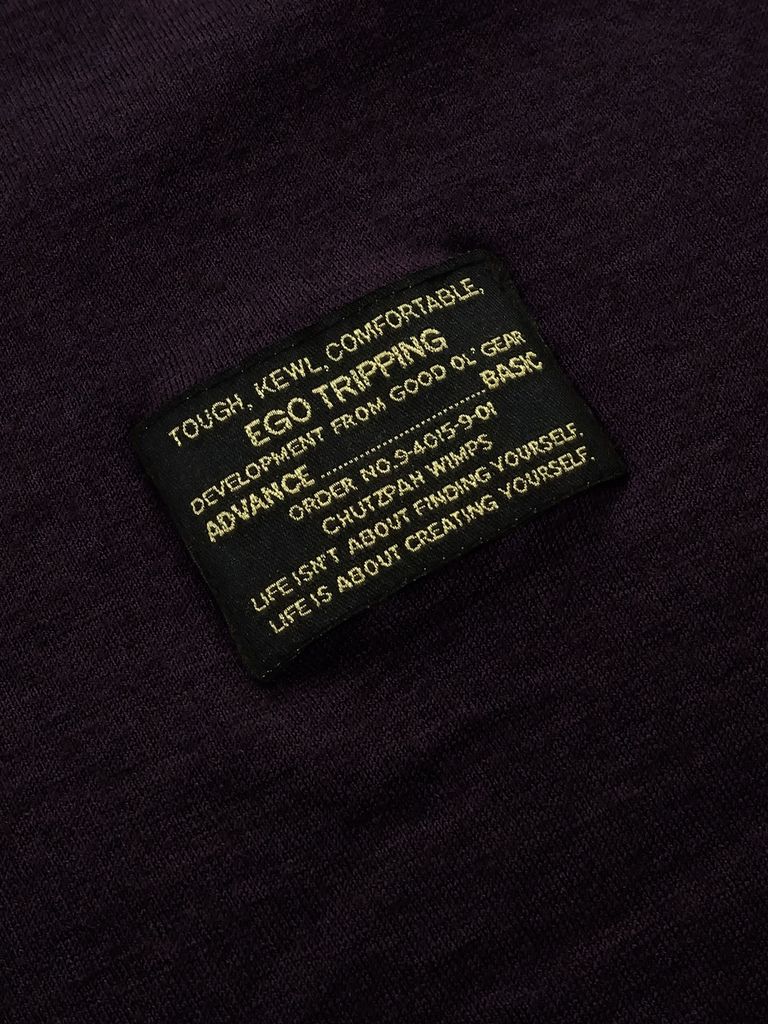 TOUGH, KEWL, COMFORTABLE,
EGO TRIPPING
DEVELOPMENT FROM GOOD OL' GEAR
ADVANCE BASIC
ORDER NO.9-4015-9-01
CHUTZPAH WIMPS
LIFE ISN'T ABOUT FINDING YOURSELF.
LIFE IS ABOUT CREATING YOURSELF.